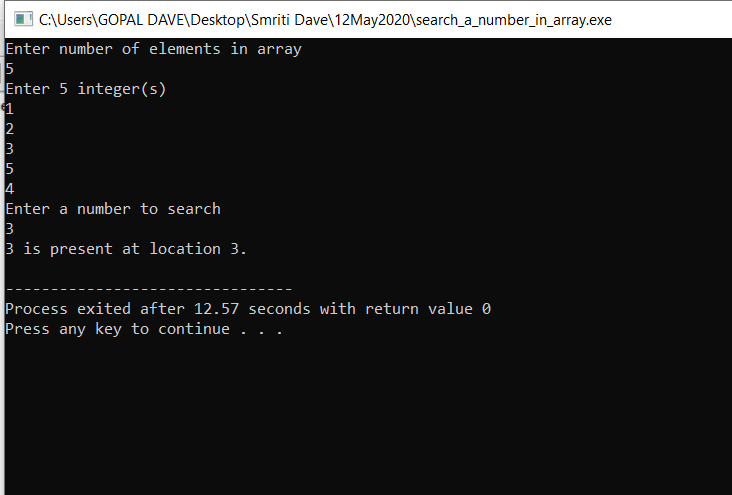 C:\Users\GOPAL DAVE\Desktop\Smriti Dave\12May2020\search_a_number_in_array.exe
Enter number of elements in array
5
Enter 5 integer(s)
1
2
3
5
4
Enter a number to search
3
3 is present at location 3.
--------------------------------
Process exited after 12.57 seconds with return value 0
Press any key to continue . . .